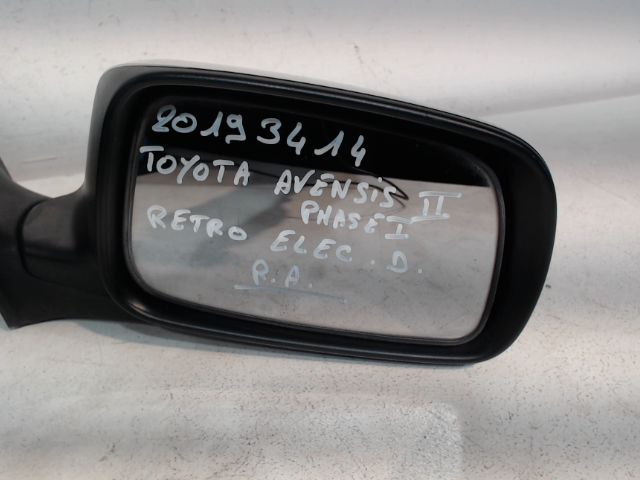 20193414
TOYOTA AVENSIS II
PHASE I
RETRO ELEC. D.
R.A.